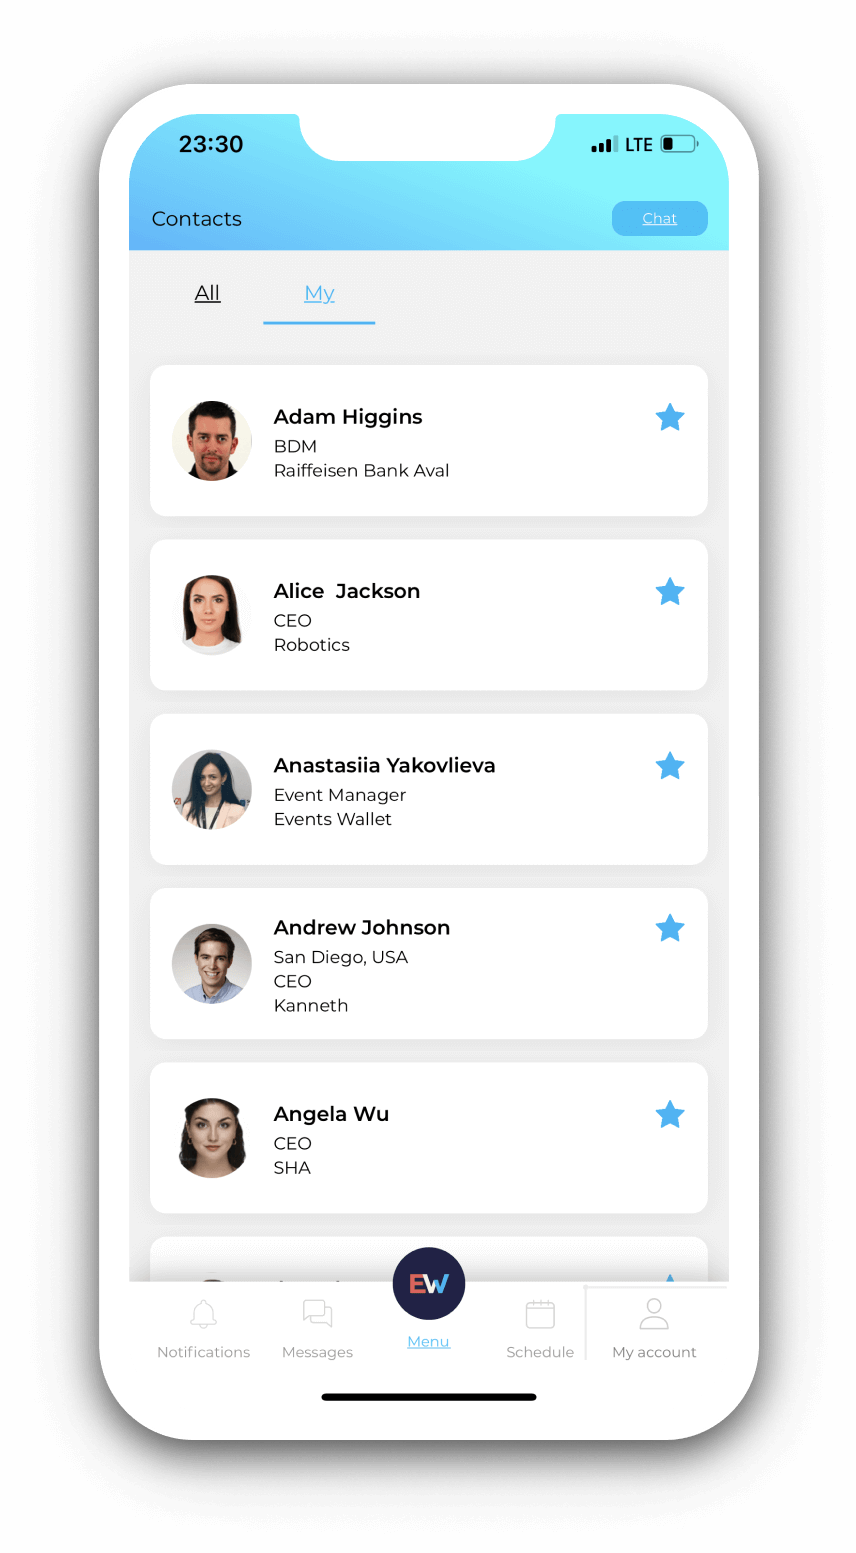 23:30 LTE
Contacts Chat
All My
Adam Higgins
BDM
Raiffeisen Bank Aval
Alice  Jackson
CEO
Robotics
Anastasiia Yakovlieva
Event Manager
Events Wallet
Andrew Johnson
San Diego, USA
CEO
Kanneth
Angela Wu
CEO
SHA
EW
Notifications Messages Menu Schedule My account